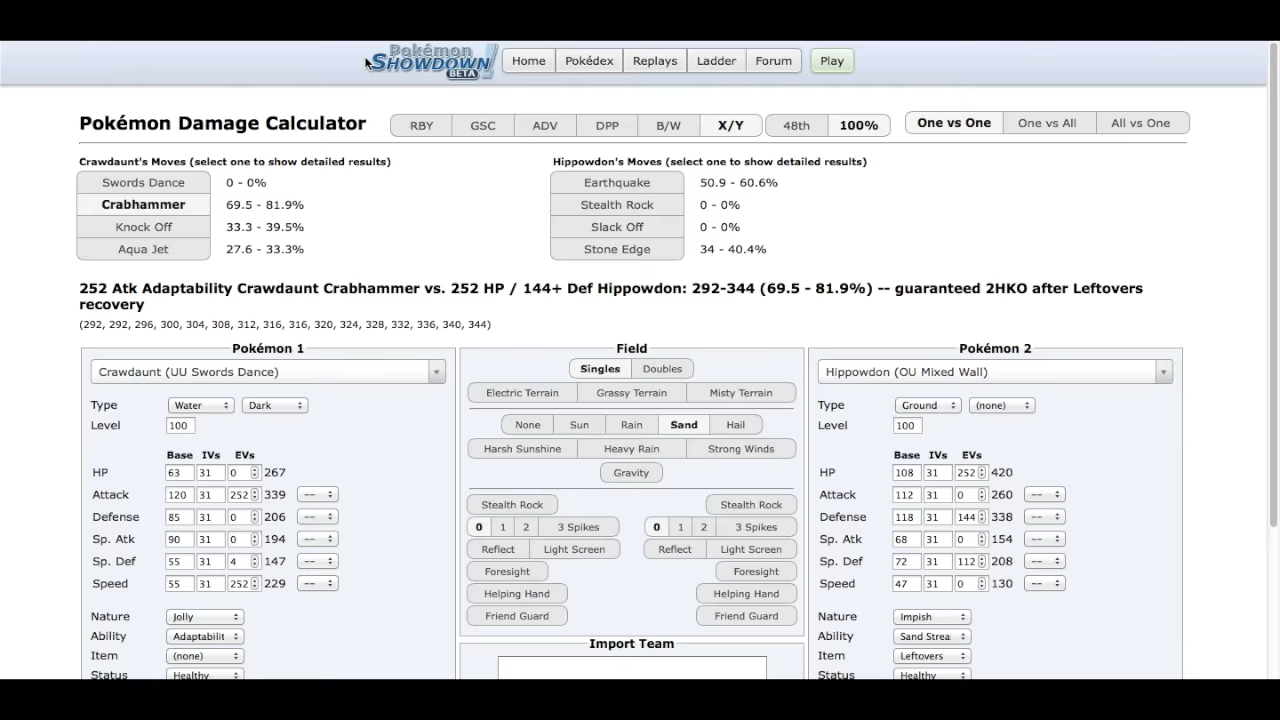 Pokémon SHOWDOWN! BETA
Home Pokédex Replays Ladder Forum Play
Pokémon Damage Calculator RBY GSC ADV DPP B/W X/Y 48th 100% One vs One One vs All All vs One
Crawdaunt's Moves (select one to show detailed results) Hippowdon's Moves (select one to show detailed results)
Swords Dance 0 - 0% Earthquake 50.9 - 60.6%
Crabhammer 69.5 - 81.9% Stealth Rock 0 - 0%
Knock Off 33.3 - 39.5% Slack Off 0 - 0%
Aqua Jet 27.6 - 33.3% Stone Edge 34 - 40.4%
252 Atk Adaptability Crawdaunt Crabhammer vs. 252 HP / 144+ Def Hippowdon: 292-344 (69.5 - 81.9%) -- guaranteed 2HKO after Leftovers
recovery
(292, 292, 296, 300, 304, 308, 312, 316, 316, 320, 324, 328, 332, 336, 340, 344)
Pokémon 1
Crawdaunt (UU Swords Dance)
Type Water Dark
Level 100
Base IVs EVs
HP 63 31 0 267
Attack 120 31 252 339 --
Defense 85 31 0 206 --
Sp. Atk 90 31 0 194 --
Sp. Def 55 31 4 147 --
Speed 55 31 252 229 --
Nature Jolly
Ability Adaptabilit
Item (none)
Status Healthy
Field
Singles Doubles
Electric Terrain Grassy Terrain Misty Terrain
None Sun Rain Sand Hail
Harsh Sunshine Heavy Rain Strong Winds
Gravity
Stealth Rock Stealth Rock
0 1 2 3 Spikes 0 1 2 3 Spikes
Reflect Light Screen Reflect Light Screen
Foresight Foresight
Helping Hand Helping Hand
Friend Guard Friend Guard
Import Team
Pokémon 2
Hippowdon (OU Mixed Wall)
Type Ground (none)
Level 100
Base IVs EVs
HP 108 31 252 420
Attack 112 31 0 260 --
Defense 118 31 144 338 --
Sp. Atk 68 31 0 154 --
Sp. Def 72 31 112 208 --
Speed 47 31 0 130 --
Nature Impish
Ability Sand Strea
Item Leftovers
Status Healthy